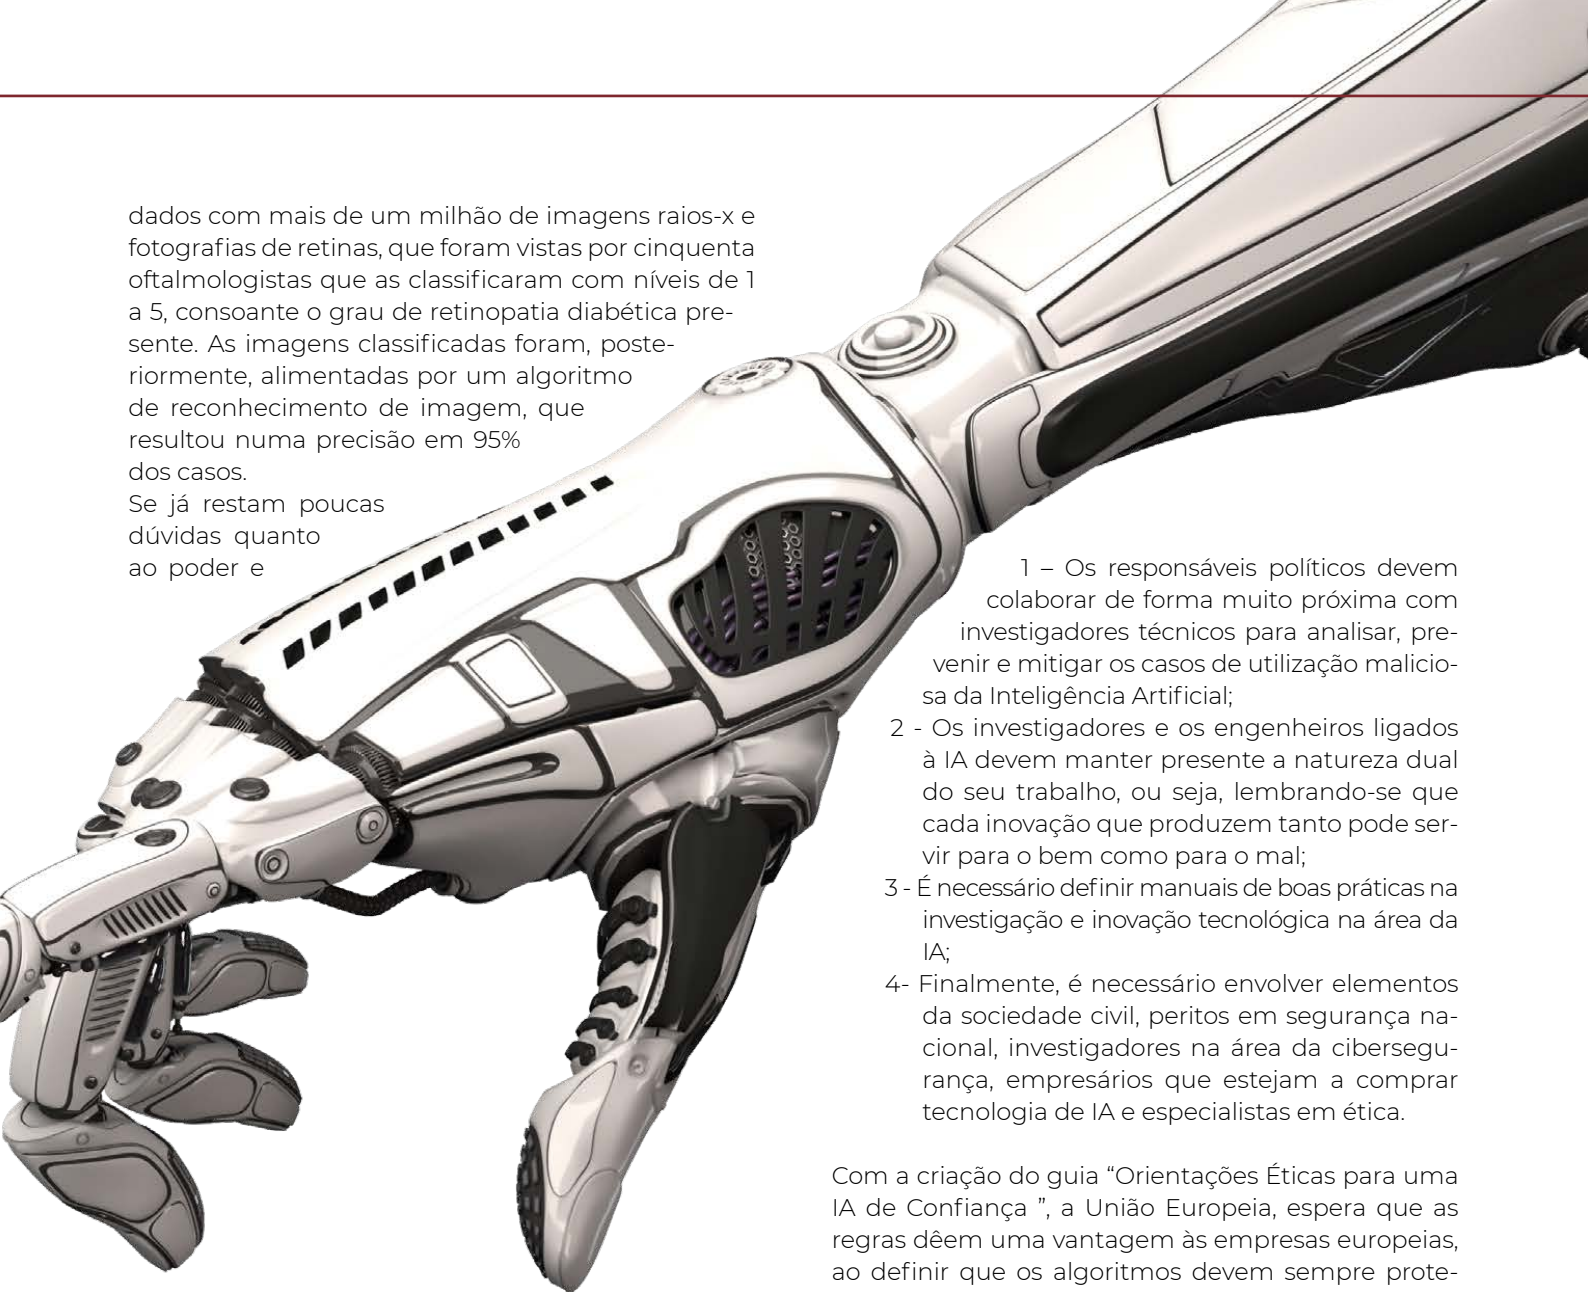 dados com mais de um milhão de imagens raios-x e
fotografias de retinas, que foram vistas por cinquenta
oftalmologistas que as classificaram com níveis de 1
a 5, consoante o grau de retinopatia diabética pre-
sente. As imagens classificadas foram, poste-
riormente, alimentadas por um algoritmo
de reconhecimento de imagem, que
resultou numa precisão em 95%
dos casos.
Se já restam poucas
dúvidas quanto
ao poder e
1 – Os responsáveis políticos devem
colaborar de forma muito próxima com
investigadores técnicos para analisar, pre-
venir e mitigar os casos de utilização malicio-
sa da Inteligência Artificial;
2 - Os investigadores e os engenheiros ligados
à IA devem manter presente a natureza dual
do seu trabalho, ou seja, lembrando-se que
cada inovação que produzem tanto pode ser-
vir para o bem como para o mal;
3 - É necessário definir manuais de boas práticas na
investigação e inovação tecnológica na área da
IA;
4- Finalmente, é necessário envolver elementos
da sociedade civil, peritos em segurança na-
cional, investigadores na área da cibersegu-
rança, empresários que estejam a comprar
tecnologia de IA e especialistas em ética.
Com a criação do guia “Orientações Éticas para uma
IA de Confiança ”, a União Europeia, espera que as
regras dêem uma vantagem às empresas europeias,
ao definir que os algoritmos devem sempre prote-